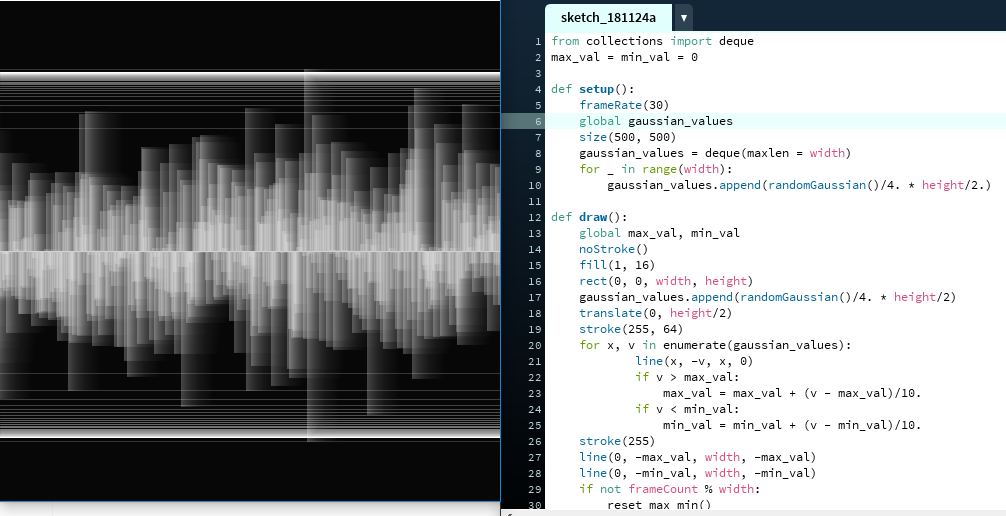 sketch_181124a ▼
1 from collections import deque
2 max_val = min_val = 0
3
4 def setup():
5     frameRate(30)
6     global gaussian_values
7     size(500, 500)
8     gaussian_values = deque(maxlen = width)
9     for _ in range(width):
10         gaussian_values.append(randomGaussian()/4. * height/2.)
11
12 def draw():
13     global max_val, min_val
14     noStroke()
15     fill(1, 16)
16     rect(0, 0, width, height)
17     gaussian_values.append(randomGaussian()/4. * height/2)
18     translate(0, height/2)
19     stroke(255, 64)
20     for x, v in enumerate(gaussian_values):
21             line(x, -v, x, 0)
22             if v > max_val:
23                 max_val = max_val + (v - max_val)/10.
24             if v < min_val:
25                 min_val = min_val + (v - min_val)/10.
26     stroke(255)
27     line(0, -max_val, width, -max_val)
28     line(0, -min_val, width, -min_val)
29     if not frameCount % width:
30         reset_max_min()